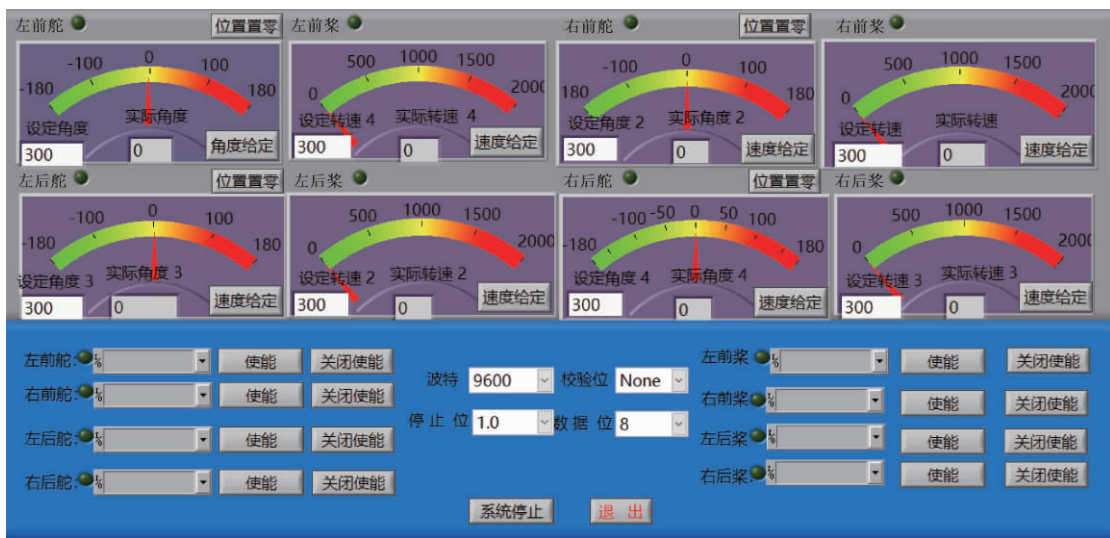 左前舵 位置置零 左前桨 右前舵 位置置零 右前桨
-180 -100 0 100 180
设定角度 实际角度
300 0 角度给定
0 500 1000 1500 2000
设定转速 4 实际转速 4
300 0 速度给定
180 -100 0 100 180
设定角度 2 实际角度 2
300 0 速度给定
0 500 1000 1500 2000
设定转速 实际转速
300 0 速度给定
左后舵 位置置零 左后桨 右后舵 位置置零 右后桨
-180 -100 0 100 180
设定角度 3 实际角度 3
300 0 速度给定
0 500 1000 1500 2000
设定转速 2 实际转速 2
300 0 速度给定
-180 -100 -50 0 50 100 180
设定角度 4 实际角度 4
300 0 速度给定
0 500 1000 1500 2000
设定转速 3 实际转速 3
300 0 速度给定
左前舵: 使能 关闭使能
右前舵: 使能 关闭使能
左后舵: 使能 关闭使能
右后舵: 使能 关闭使能
波特 9600 校验位 None
停 止 位 1.0 数 据 位 8
左前桨 使能 关闭使能
右前桨 使能 关闭使能
左后桨 使能 关闭使能
右后桨 使能 关闭使能
系统停止 退 出